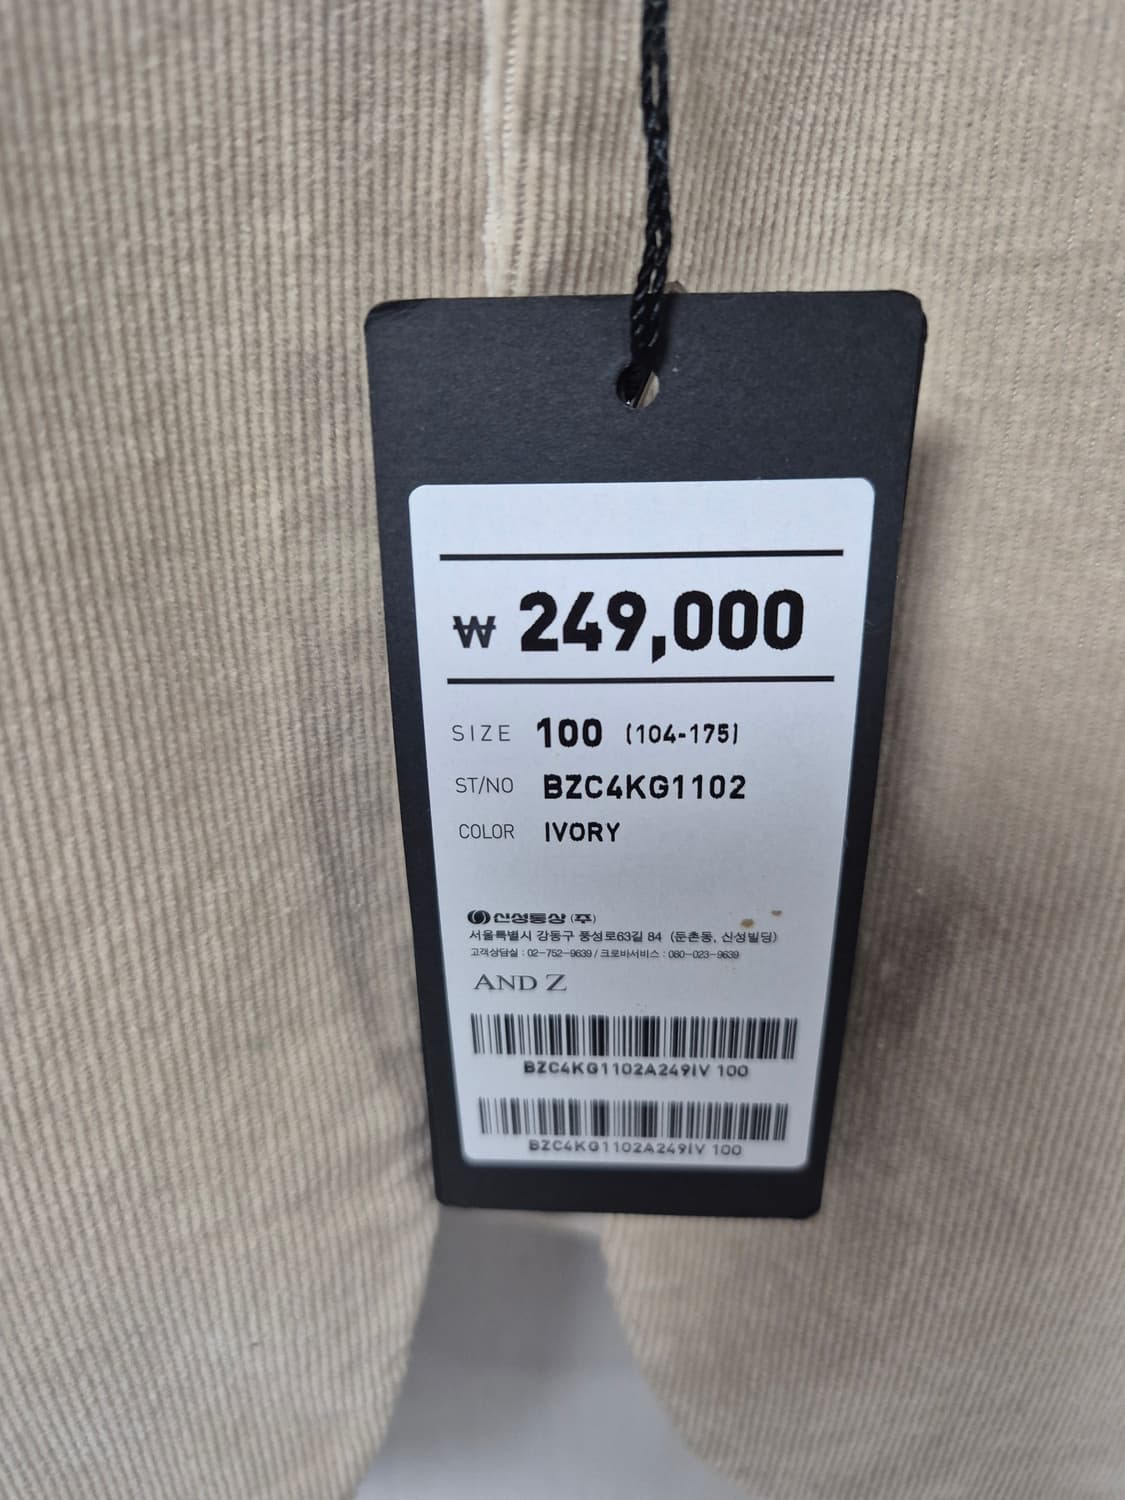 ₩ 249,000
SIZE 100 (104-175)
ST/NO BZC4KG1102
COLOR IVORY
신성통상 (주)
서울특별시 강동구 풍성로63길 84 (둔촌동, 신성빌딩)
고객상담실 : 02-752-9639 / 크로바서비스 : 080-023-9639
AND Z
BZC4KG1102A249IV 100
BZC4KG1102A249IV 100